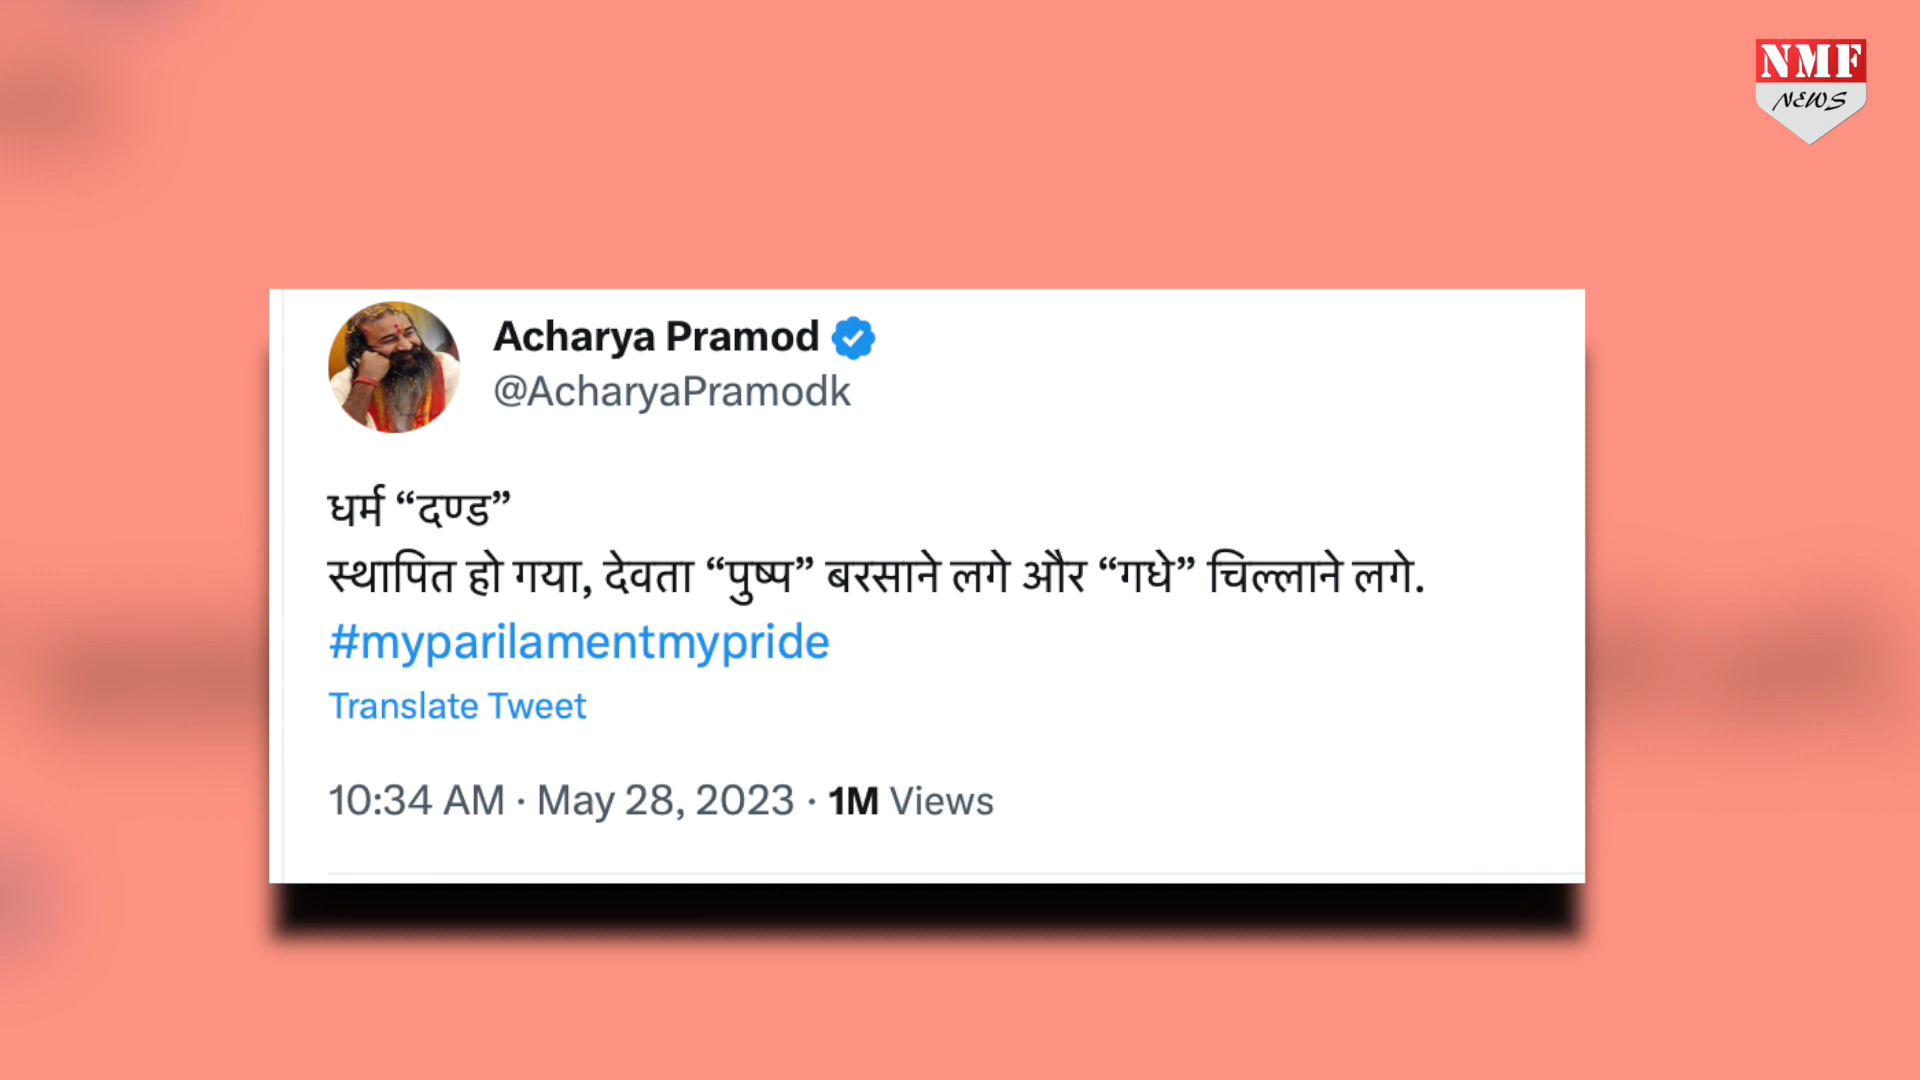 NMF
NEWS
Acharya Pramod
@AcharyaPramodk
धर्म “दण्ड”
स्थापित हो गया, देवता “पुष्प” बरसाने लगे और “गधे” चिल्लाने लगे.
#myparilamentmypride
Translate Tweet
10:34 AM · May 28, 2023 · 1M Views